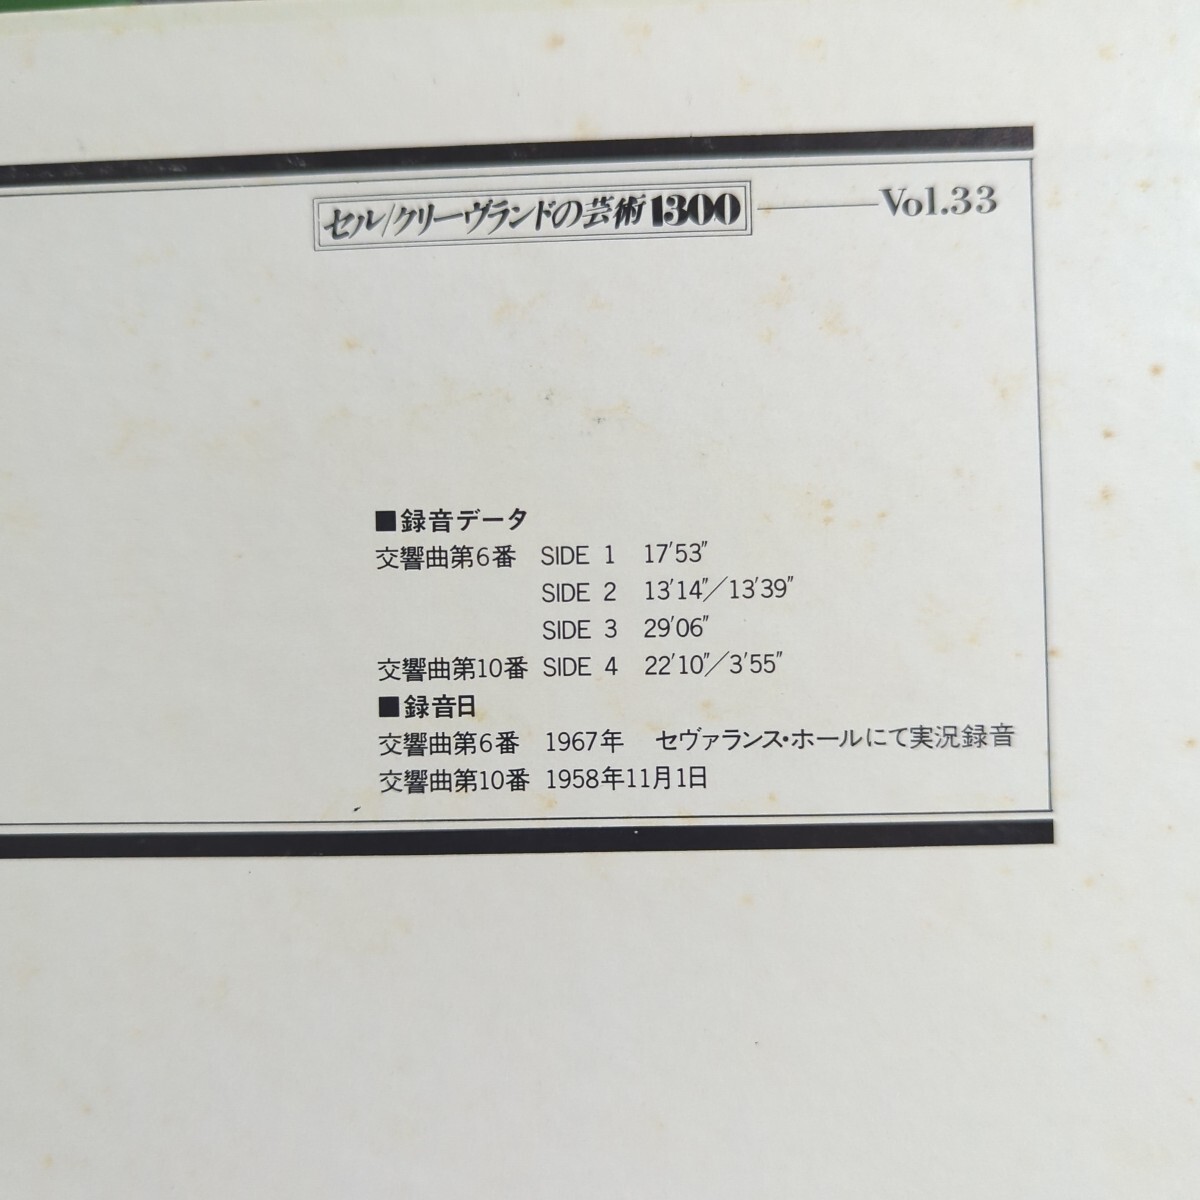 セル/クリーヴランドの芸術1300 Vol.33
■録音データ
交響曲第6番 SIDE 1 17′53″
SIDE 2 13′14″/13′39″
SIDE 3 29′06″
交響曲第10番 SIDE 4 22′10″/3′55″
■録音日
交響曲第6番 1967年 セヴァランス・ホールにて実況録音
交響曲第10番 1958年11月1日